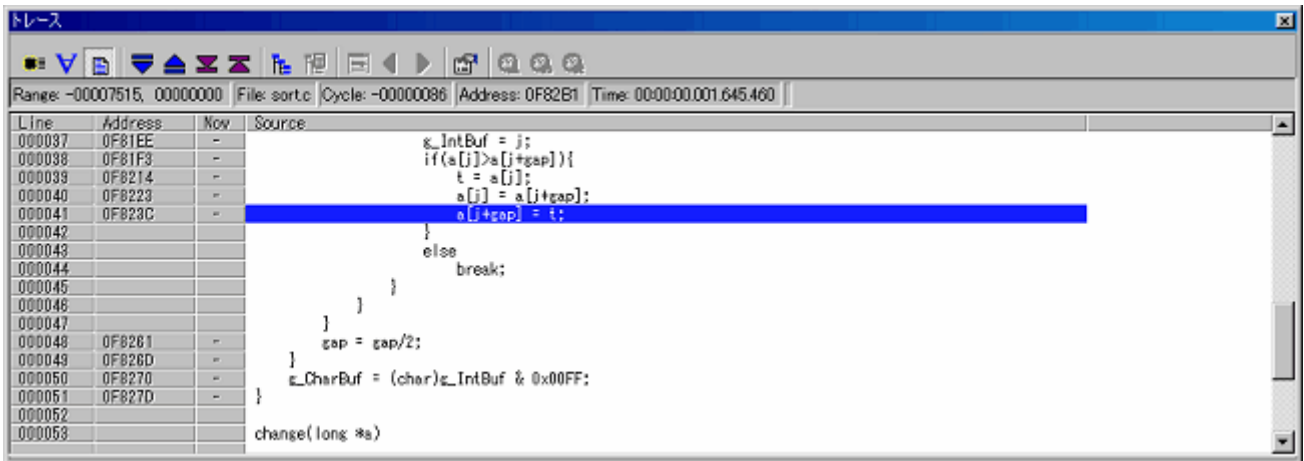 トレース
Range: -00007515, 00000000 File: sort.c Cycle: -00000086 Address: 0F82B1 Time: 00:00:00.001.645.460
Line Address Now Source
000037 0F81EE - g_IntBuf = j;
000038 0F81F3 - if(a[j]>a[j+gap]){
000039 0F8214 - t = a[j];
000040 0F8223 - a[j] = a[j+gap];
000041 0F823C - a[j+gap] = t;
000042 }
000043 else
000044 break;
000045 }
000046 }
000047 }
000048 0F8261 - gap = gap/2;
000049 0F826D - }
000050 0F8270 - g_CharBuf = (char)g_IntBuf & 0x00FF;
000051 0F827D - }
000052
000053 change(long *a)